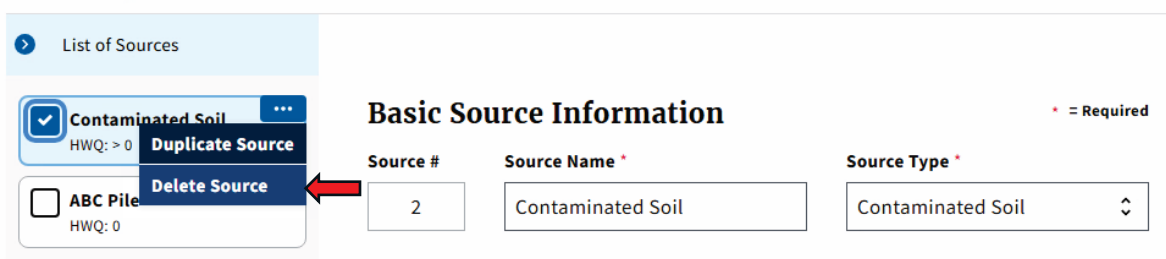 List of Sources
Contaminated Soil
HWQ: > 0
Duplicate Source
Delete Source
ABC Pile
HWQ: 0
Basic Source Information
* = Required
Source #
Source Name *
Source Type *
2
Contaminated Soil
Contaminated Soil